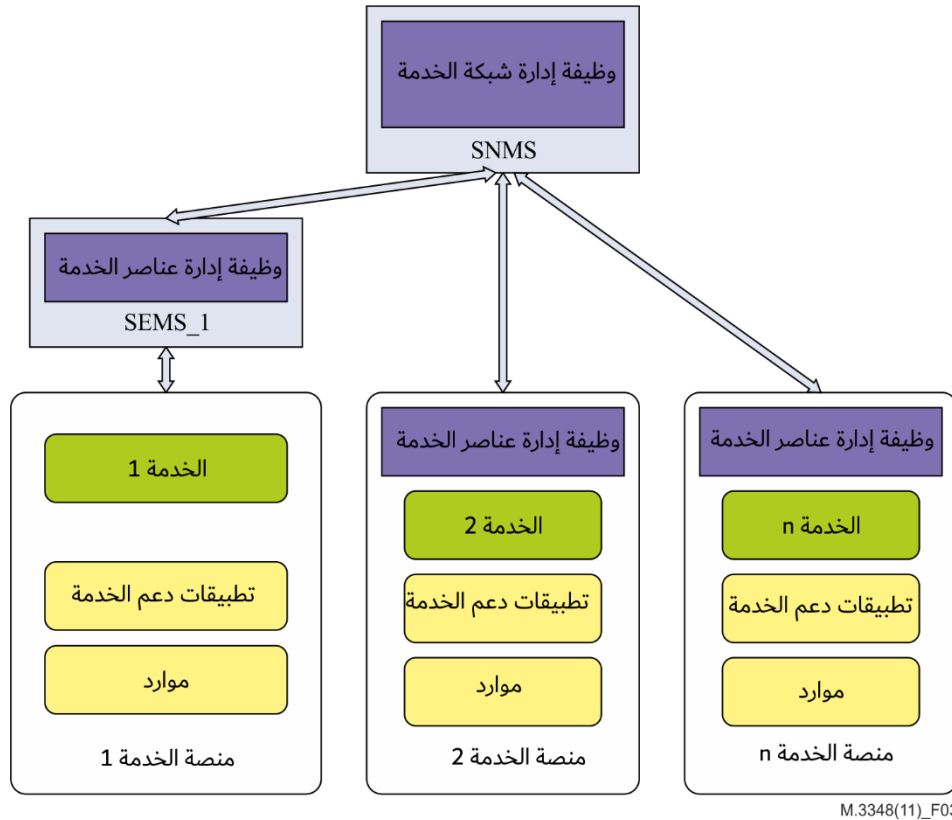 وظيفة إدارة شبكة الخدمة
SNMS
وظيفة إدارة عناصر الخدمة
SEMS_1
الخدمة 1
تطبيقات دعم الخدمة
موارد
منصة الخدمة 1
وظيفة إدارة عناصر الخدمة
الخدمة 2
تطبيقات دعم الخدمة
موارد
منصة الخدمة 2
وظيفة إدارة عناصر الخدمة
الخدمة n
تطبيقات دعم الخدمة
موارد
منصة الخدمة n
M.3348(11)_F03